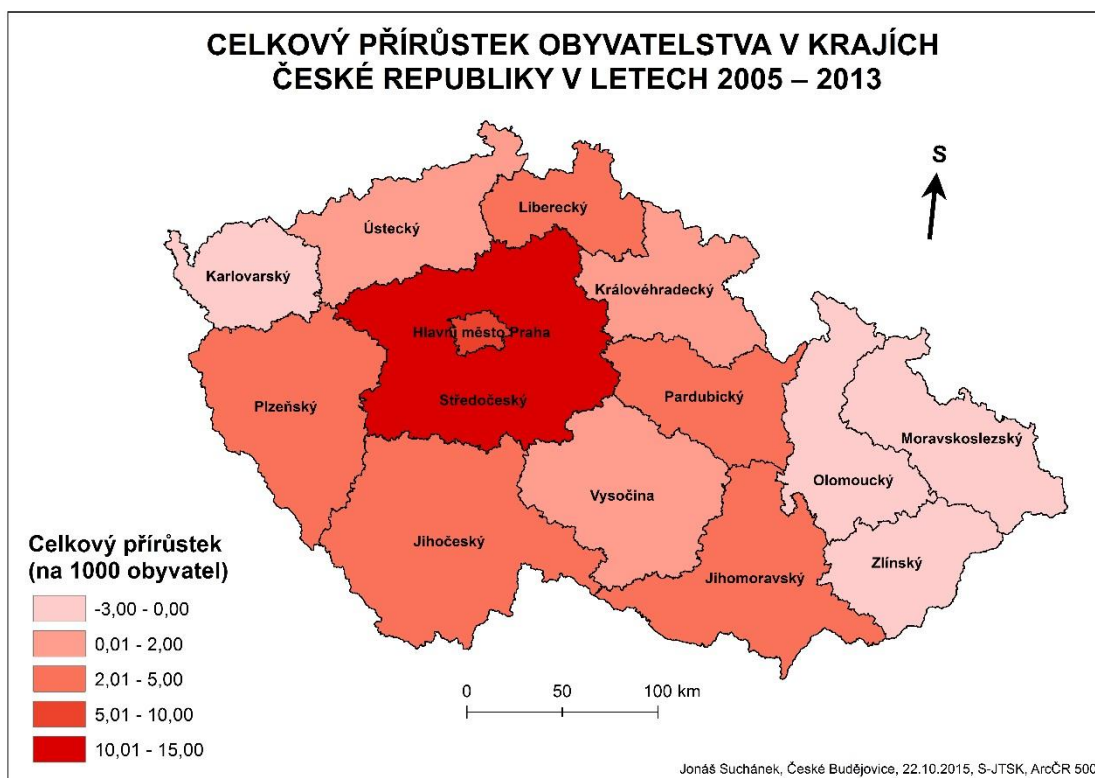 CELKOVÝ PŘÍRŮSTEK OBYVATELSTVA V KRAJÍCH
ČESKÉ REPUBLIKY V LETECH 2005 – 2013
S
Liberecký
Ústecký
Karlovarský
Královéhradecký
Hlavní město Praha
Plzeňský
Středočeský
Pardubický
Moravskoslezský
Olomoucký
Vysočina
Jihočeský
Zlínský
Jihomoravský
Celkový přírůstek
(na 1000 obyvatel)
-3,00 - 0,00
0,01 - 2,00
2,01 - 5,00
5,01 - 10,00
10,01 - 15,00
0 50 100 km
Jonáš Suchánek, České Budějovice, 22.10.2015, S-JTSK, ArcČR 500